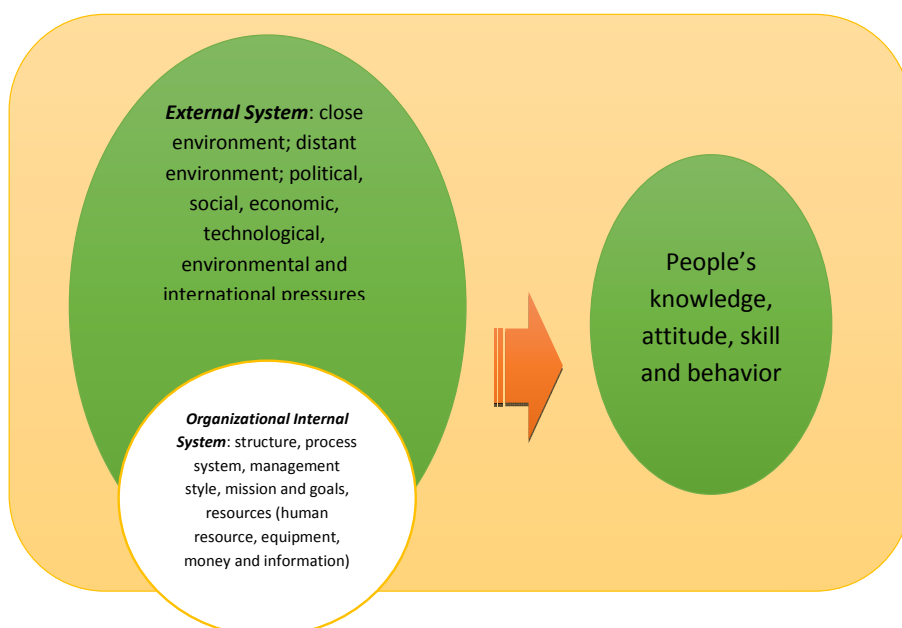 External System: close
environment; distant
environment; political,
social, economic,
technological,
environmental and
international pressures
Organizational Internal
System: structure, process
system, management
style, mission and goals,
resources (human
resource, equipment,
money and information)
People’s
knowledge,
attitude, skill
and behavior